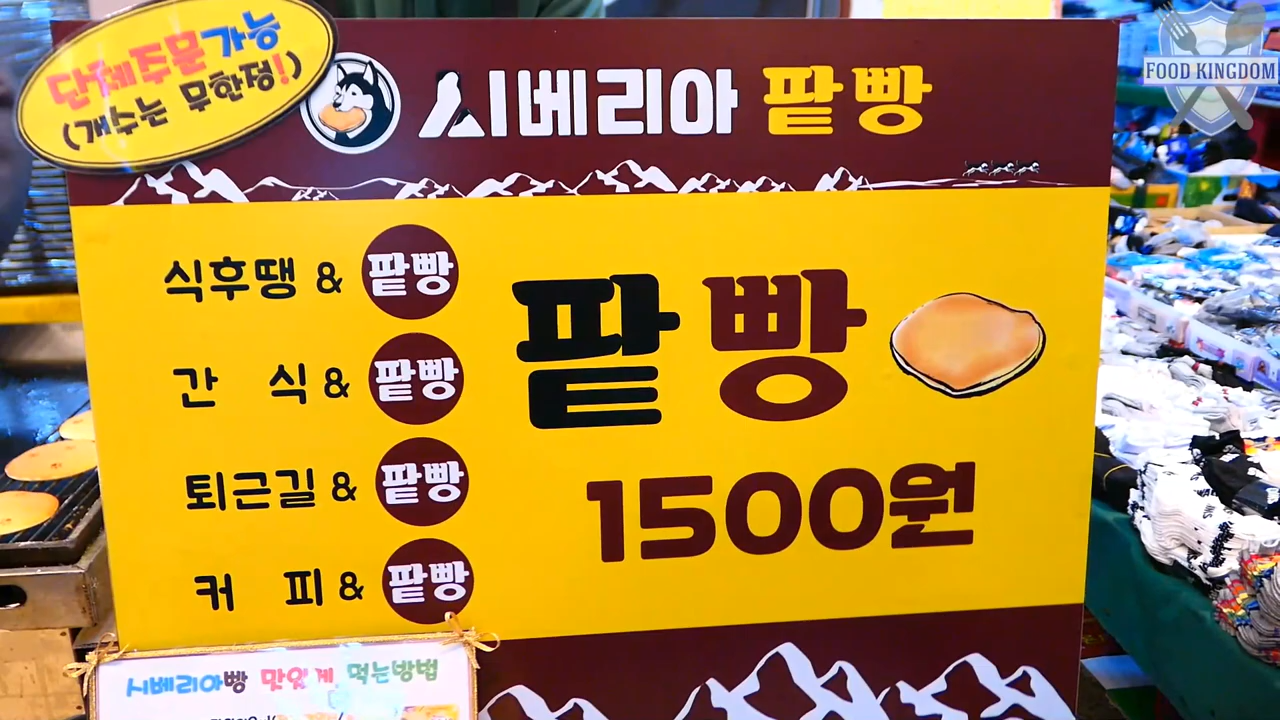 단체주문가능
(개수는 무한정!)
시베리아 팥빵
FOOD KINGDOM
식후땡 & 팥빵
간 식 & 팥빵
퇴근길 & 팥빵
커 피 & 팥빵
팥빵
1500원
시베리아빵 맛있게 먹는방법